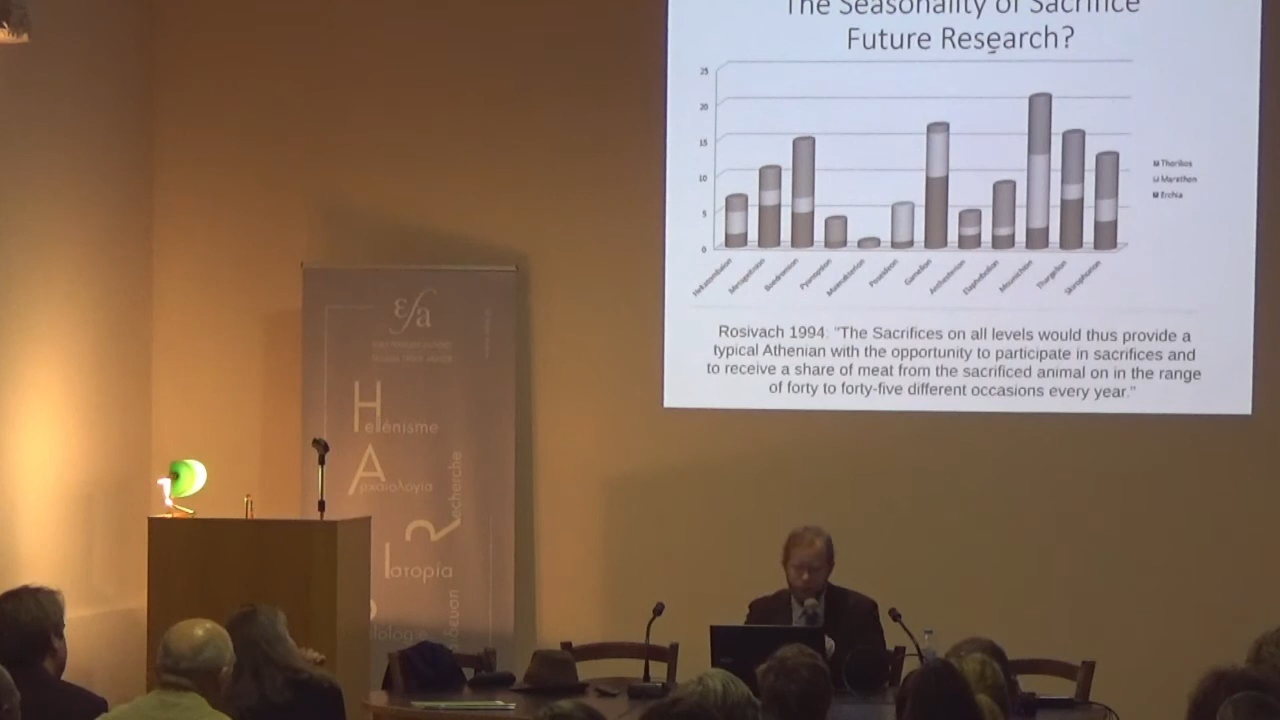 The Seasonality of Sacrifice
Future Research?
25
20
15
10
5
0
Thorikos
Marathon
Erchia
Hekatombaion
Metageitnion
Boedromion
Pyanopsion
Maimakterion
Poseideon
Gamelion
Anthesterion
Elaphebolion
Mounichion
Thargelion
Skirophorion
Rosivach 1994: "The Sacrifices on all levels would thus provide a
typical Athenian with the opportunity to participate in sacrifices and
to receive a share of meat from the sacrificed animal on in the range
of forty to forty-five different occasions every year."
εfa
Hellénisme
Αρχαιολογία
Recherche
Ιστορία